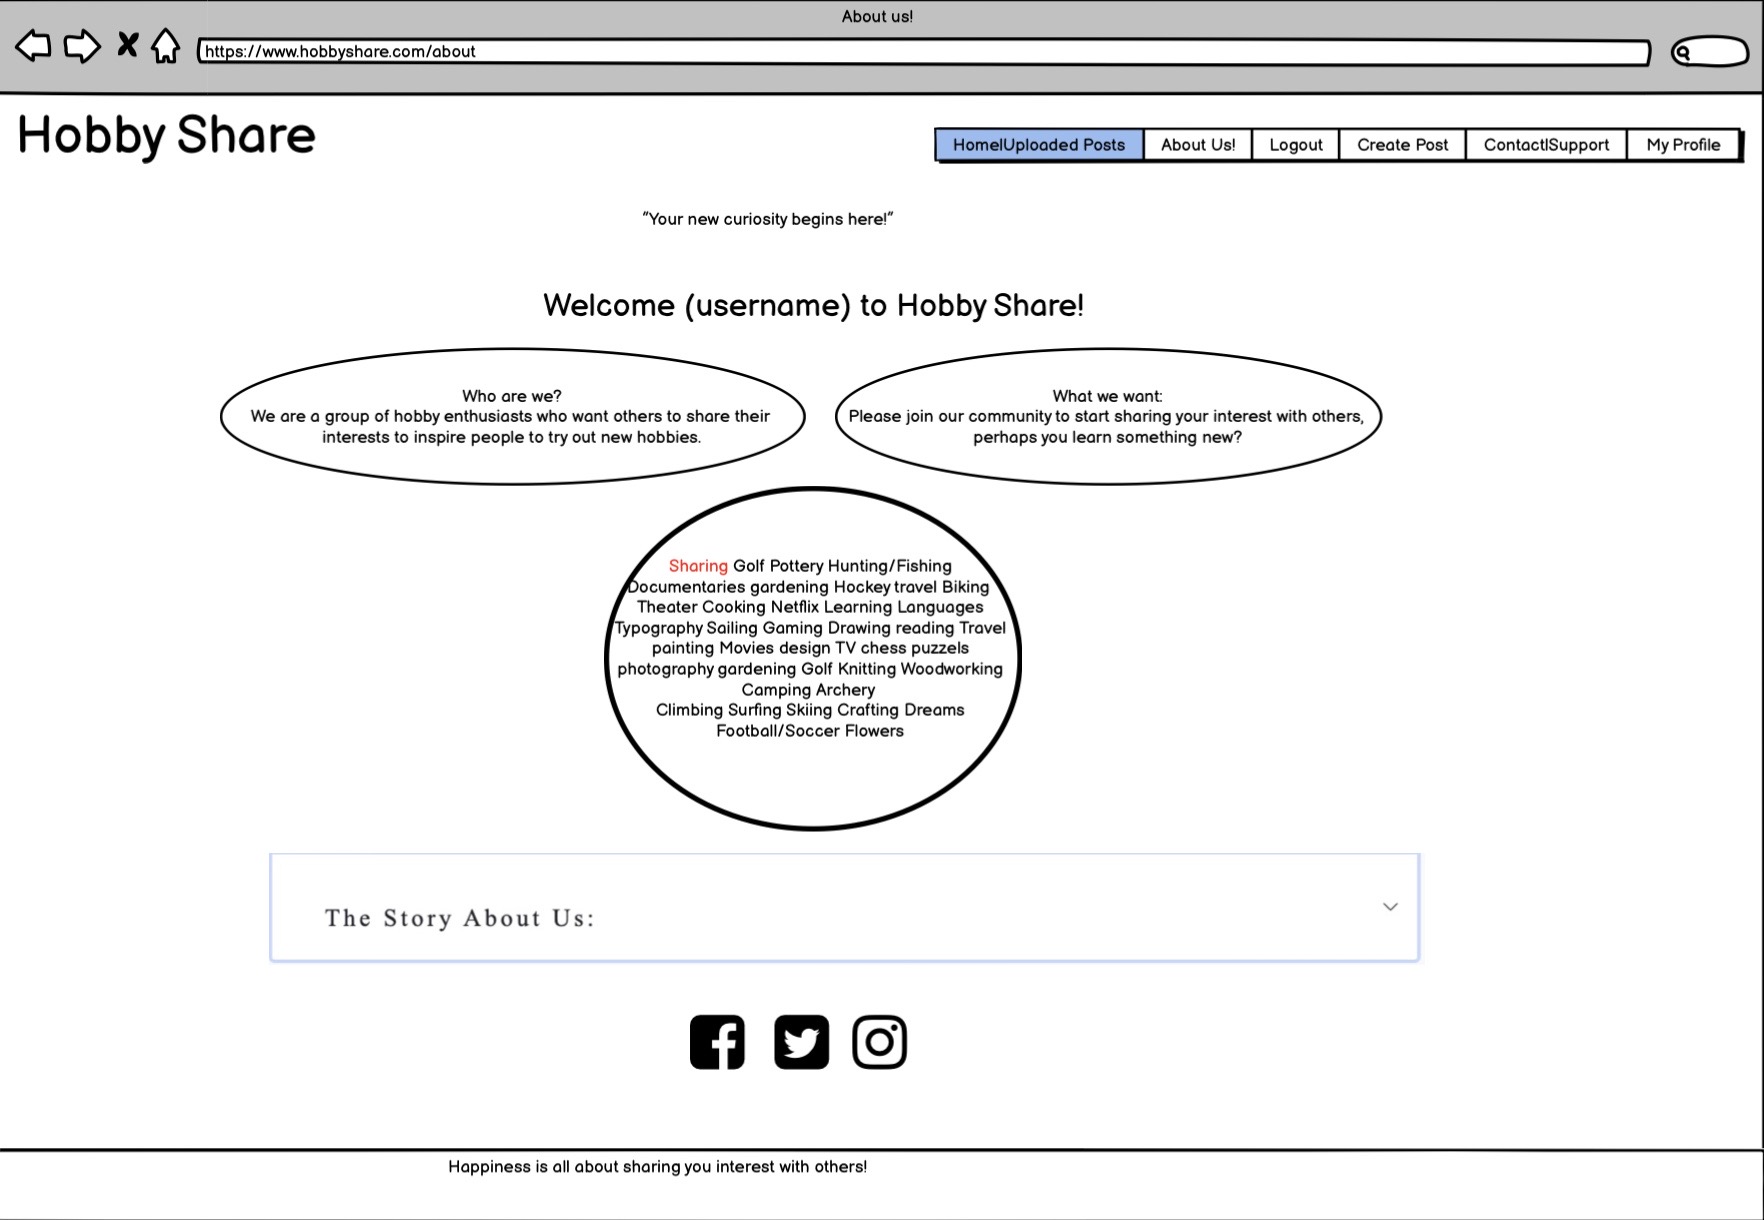 About us!
https://www.hobbyshare.com/about
Hobby Share
Home|Uploaded Posts About Us! Logout Create Post Contact|Support My Profile
"Your new curiosity begins here!"
Welcome (username) to Hobby Share!
Who are we?
We are a group of hobby enthusiasts who want others to share their
interests to inspire people to try out new hobbies.
What we want:
Please join our community to start sharing your interest with others,
perhaps you learn something new?
Sharing Golf Pottery Hunting/Fishing
Documentaries gardening Hockey travel Biking
Theater Cooking Netflix Learning Languages
Typography Sailing Gaming Drawing reading Travel
painting Movies design TV chess puzzels
photography gardening Golf Knitting Woodworking
Camping Archery
Climbing Surfing Skiing Crafting Dreams
Football/Soccer Flowers
The Story About Us:
Happiness is all about sharing you interest with others!